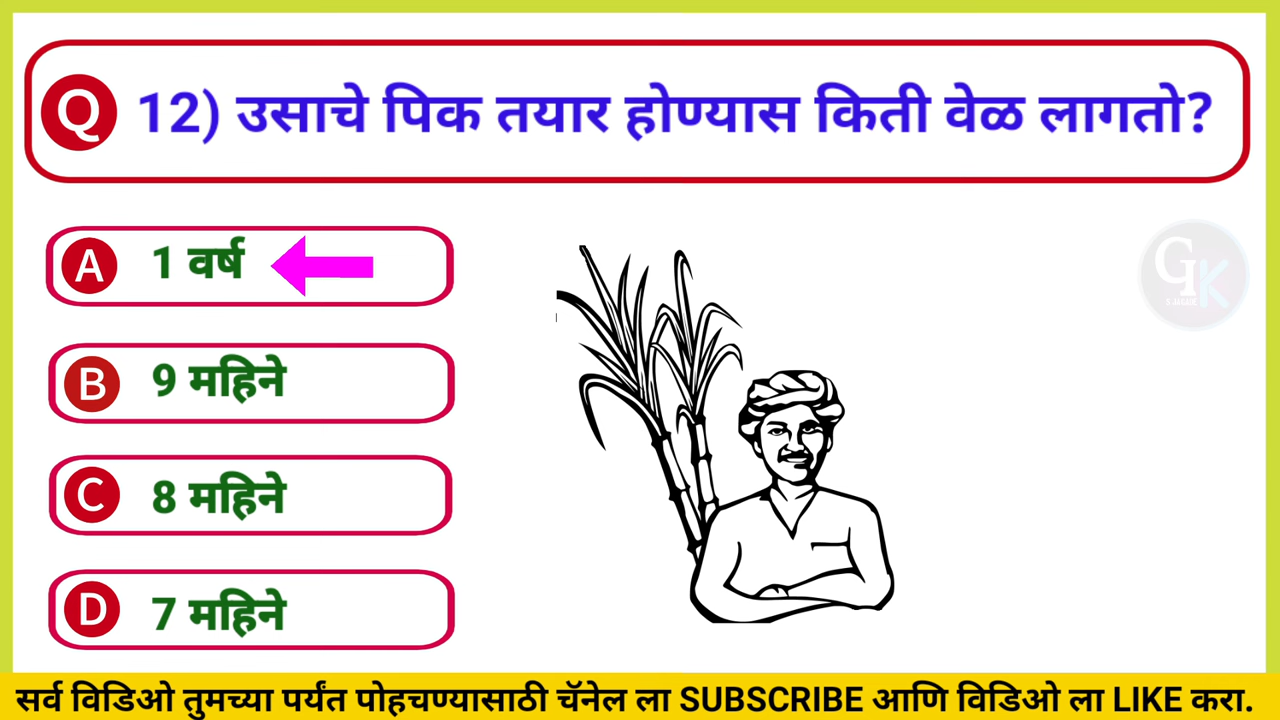 Q 12) उसाचे पिक तयार होण्यास किती वेळ लागतो?
A 1 वर्ष
B 9 महिने
C 8 महिने
D 7 महिने
GK
सर्व विडिओ तुमच्या पर्यंत पोहचण्यासाठी चॅनेल ला SUBSCRIBE आणि विडिओ ला LIKE करा.